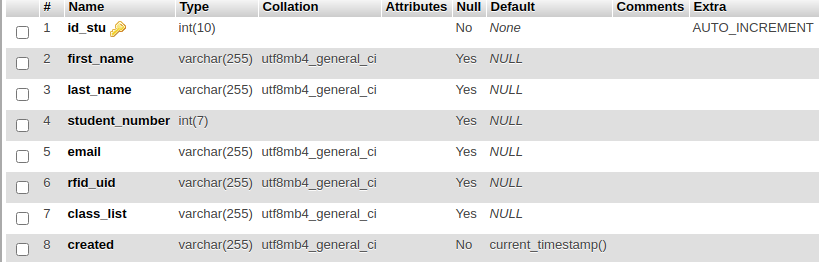 # Name Type Collation Attributes Null Default Comments Extra
1 id_stu int(10) No None AUTO_INCREMENT
2 first_name varchar(255) utf8mb4_general_ci Yes NULL
3 last_name varchar(255) utf8mb4_general_ci Yes NULL
4 student_number int(7) Yes NULL
5 email varchar(255) utf8mb4_general_ci Yes NULL
6 rfid_uid varchar(255) utf8mb4_general_ci Yes NULL
7 class_list varchar(255) utf8mb4_general_ci Yes NULL
8 created varchar(255) utf8mb4_general_ci No current_timestamp()